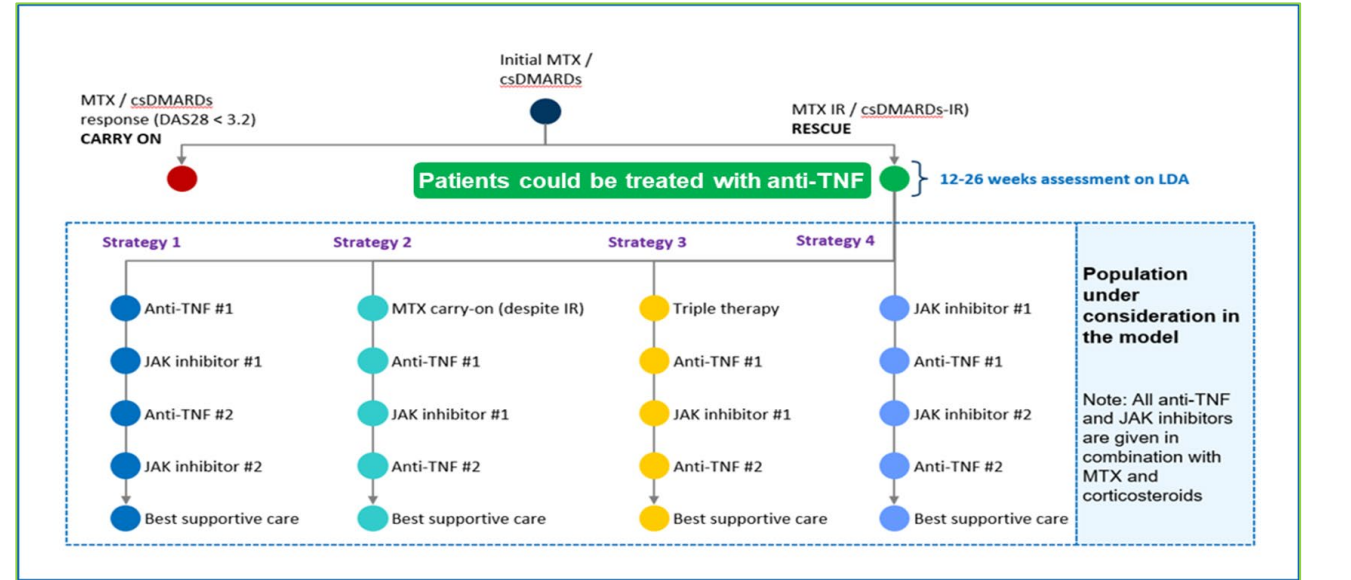 Initial MTX /
csDMARDs
MTX / csDMARDs
response (DAS28 < 3.2)
CARRY ON
MTX IR / csDMARDs-IR)
RESCUE
Patients could be treated with anti-TNF
12-26 weeks assessment on LDA
Strategy 1
Strategy 2
Strategy 3
Strategy 4
Anti-TNF #1
JAK inhibitor #1
Anti-TNF #2
JAK inhibitor #2
Best supportive care
MTX carry-on (despite IR)
Anti-TNF #1
JAK inhibitor #1
Anti-TNF #2
Best supportive care
Triple therapy
Anti-TNF #1
JAK inhibitor #1
Anti-TNF #2
Best supportive care
JAK inhibitor #1
Anti-TNF #1
JAK inhibitor #2
Anti-TNF #2
Best supportive care
Population
under
consideration in
the model
Note: All anti-TNF
and JAK inhibitors
are given in
combination with
MTX and
corticosteroids